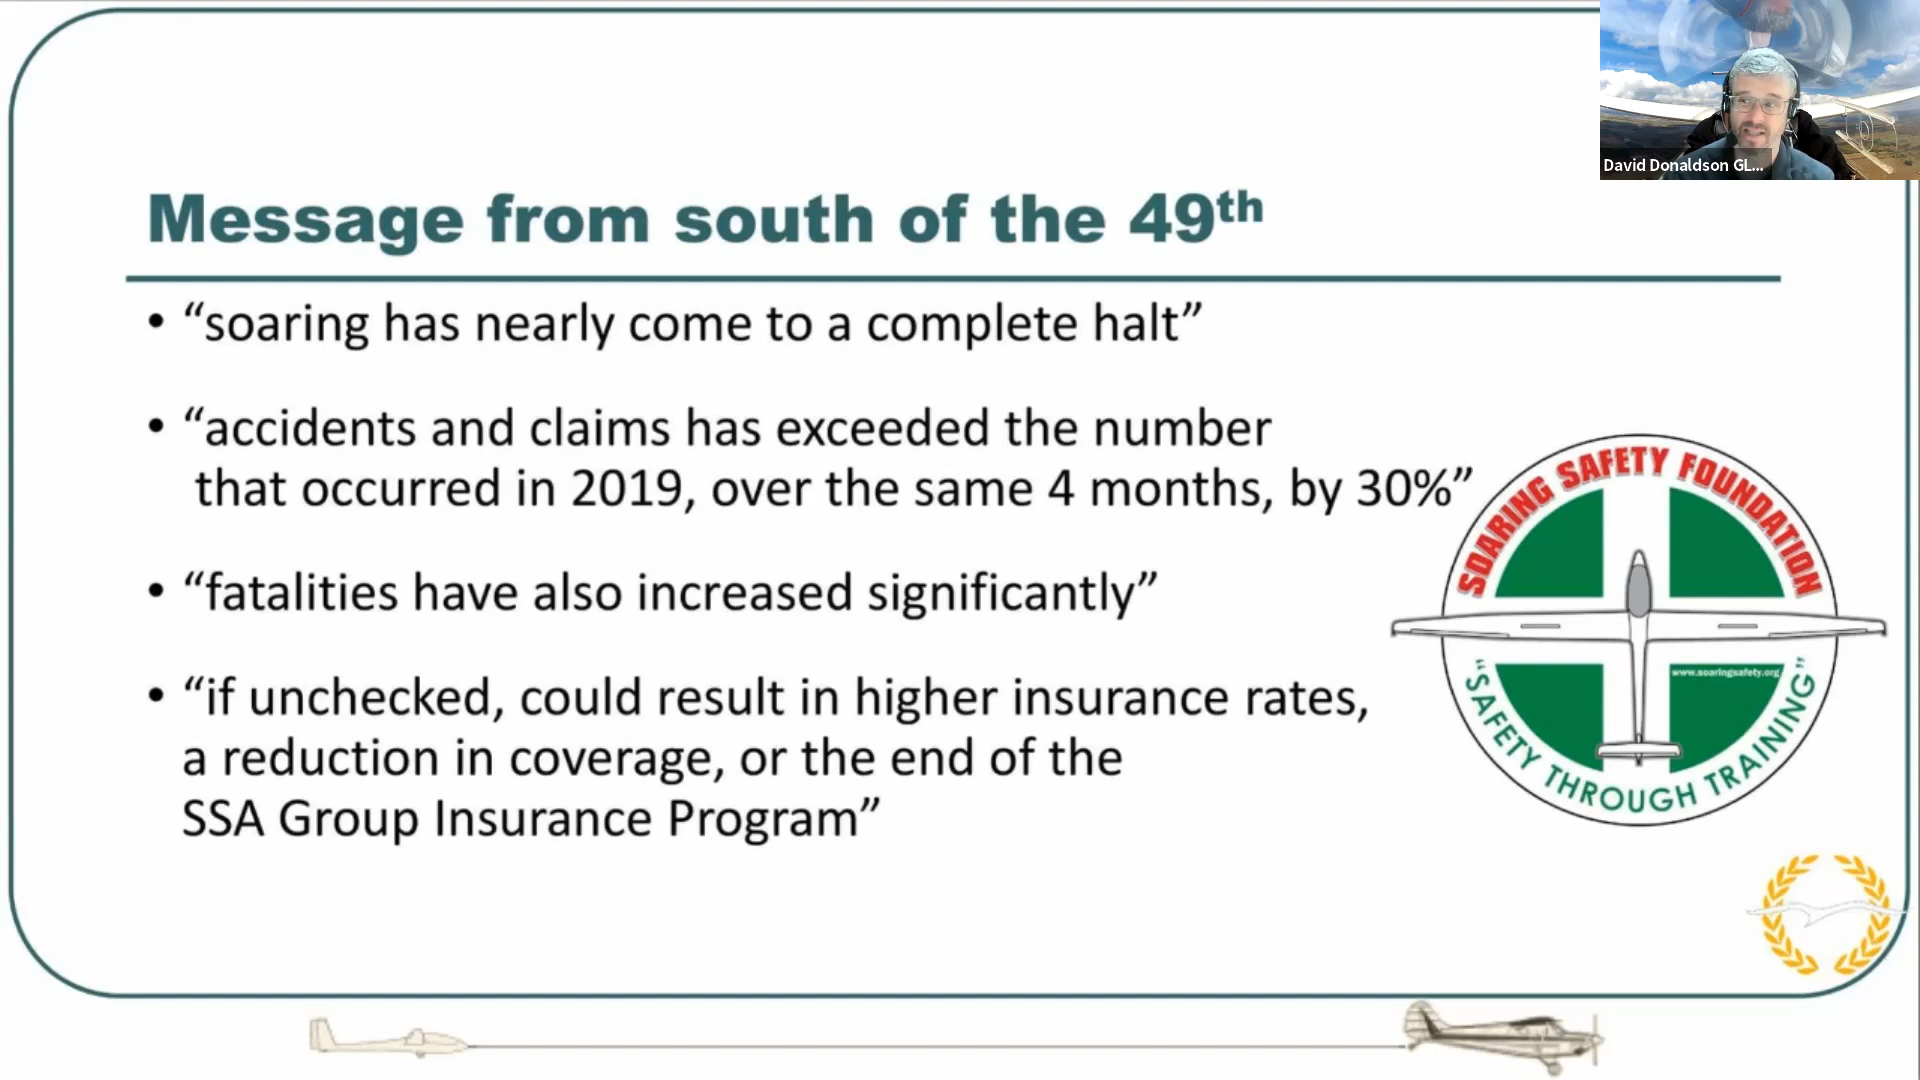 David Donaldson GL...
Message from south of the 49th
• “soaring has nearly come to a complete halt”
• “accidents and claims has exceeded the number
that occurred in 2019, over the same 4 months, by 30%”
• “fatalities have also increased significantly”
• “if unchecked, could result in higher insurance rates,
a reduction in coverage, or the end of the
SSA Group Insurance Program”
SOARING SAFETY FOUNDATION
www.soaringsafety.org
“SAFETY THROUGH TRAINING”